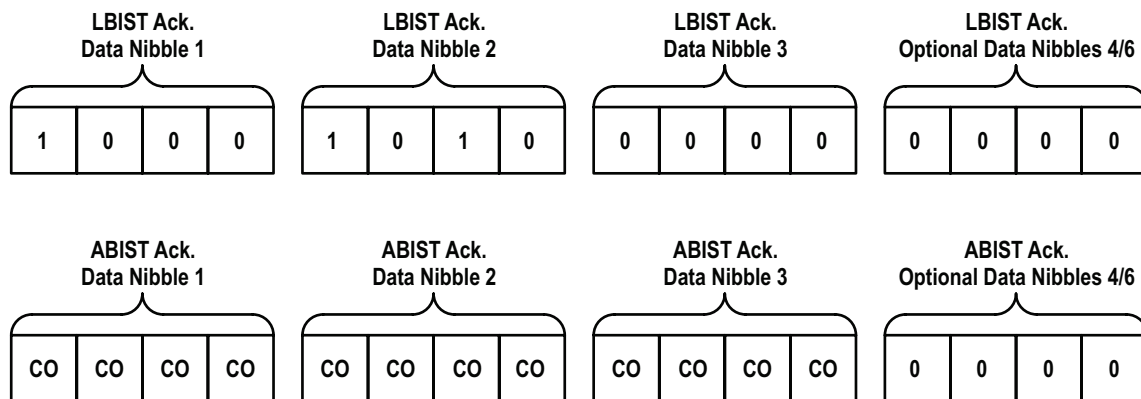 LBIST Ack. LBIST Ack. LBIST Ack. LBIST Ack.
Data Nibble 1 Data Nibble 2 Data Nibble 3 Optional Data Nibbles 4/6
1 0 0 0 1 0 1 0 0 0 0 0 0 0 0 0
ABIST Ack. ABIST Ack. ABIST Ack. ABIST Ack.
Data Nibble 1 Data Nibble 2 Data Nibble 3 Optional Data Nibbles 4/6
CO CO CO CO CO CO CO CO CO CO CO CO 0 0 0 0